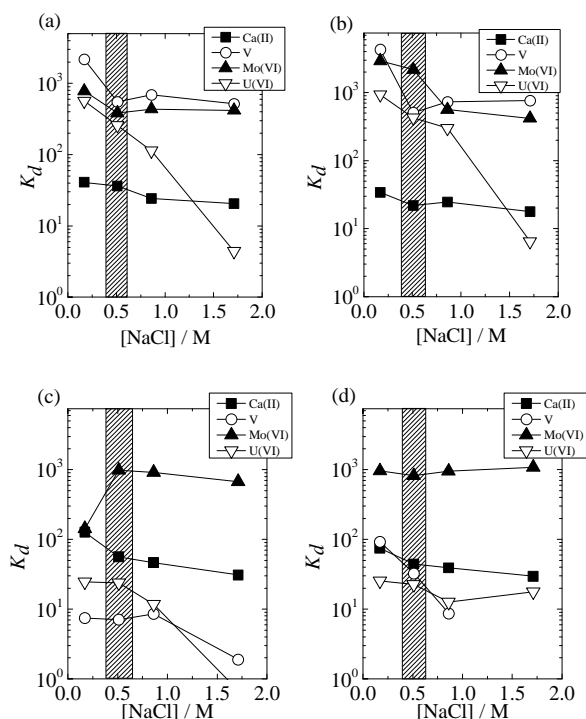 (a)
Ca(II)
V
Mo(VI)
U(VI)
10^3
10^2
10^1
10^0
K_d
0.0 0.5 1.0 1.5 2.0
[NaCl] / M
(b)
Ca(II)
V
Mo(VI)
U(VI)
10^3
10^2
10^1
10^0
K_d
0.0 0.5 1.0 1.5 2.0
[NaCl] / M
(c)
Ca(II)
V
Mo(VI)
U(VI)
10^3
10^2
10^1
10^0
K_d
0.0 0.5 1.0 1.5 2.0
[NaCl] / M
(d)
Ca(II)
V
Mo(VI)
U(VI)
10^3
10^2
10^1
10^0
K_d
0.0 0.5 1.0 1.5 2.0
[NaCl] / M